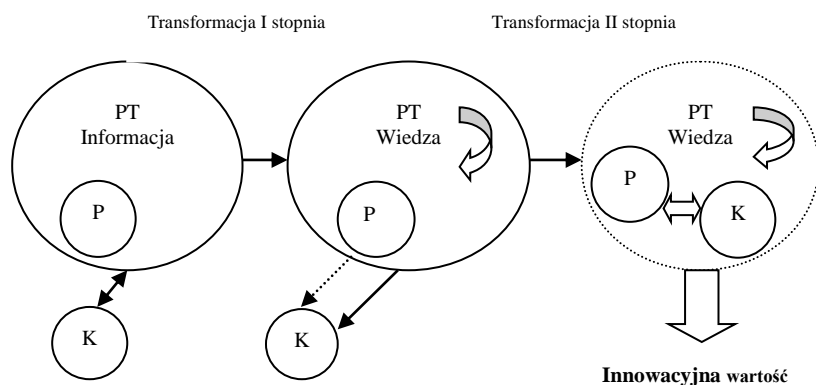 Transformacja I stopnia
Transformacja II stopnia
PT
Informacja
P
K
PT
Wiedza
P
K
PT
Wiedza
P
K
Innowacyjna wartość